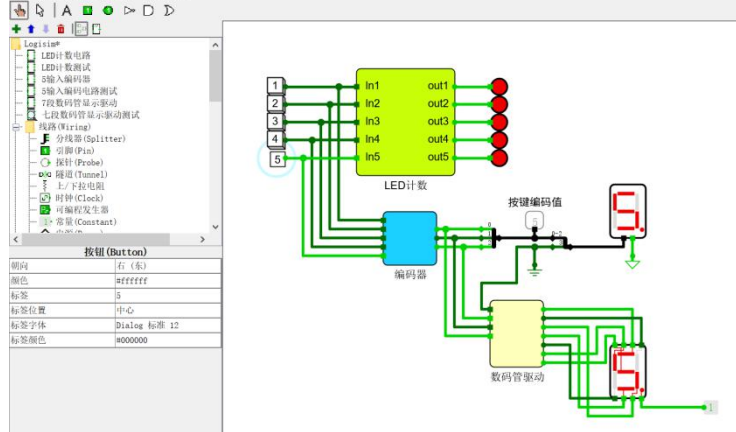 A
Logisim*
LED计数电路
LED计数测试
5输入编码器
5输入编码电路测试
7段数码管显示驱动
七段数码管显示驱动测试
线路(Wiring)
分线器(Splitter)
引脚(Pin)
探针(Probe)
隧道(Tunnel)
上/下拉电阻
时钟(Clock)
可编程发生器
常量(Constant)
按钮(Button)
朝向 右 (东)
颜色 #ffffff
标签 5
标签位置 中心
标签字体 Dialog 标准 12
标签颜色 #000000
1 In1 out1
2 In2 out2
3 In3 out3
4 In4 out4
5 In5 out5
LED计数
按键编码值
5
编码器
数码管驱动
1